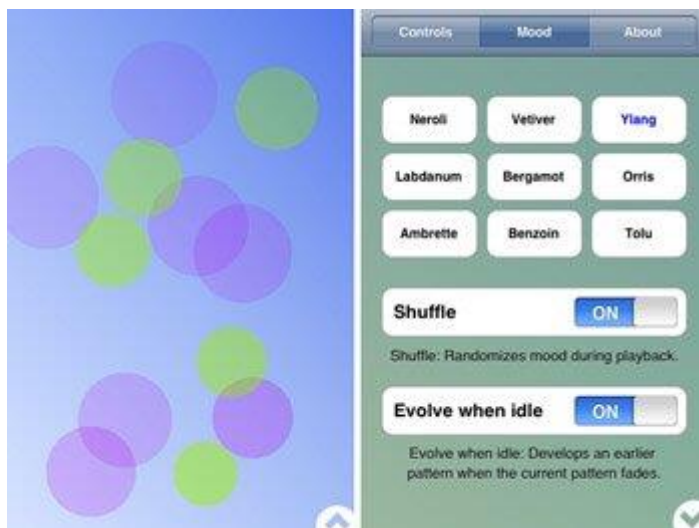 Controls Mood About
Neroli Vetiver Ylang
Labdanum Bergamot Orris
Ambrette Benzoin Tolu
Shuffle ON
Shuffle: Randomizes mood during playback.
Evolve when idle ON
Evolve when idle: Develops an earlier
pattern when the current pattern fades.